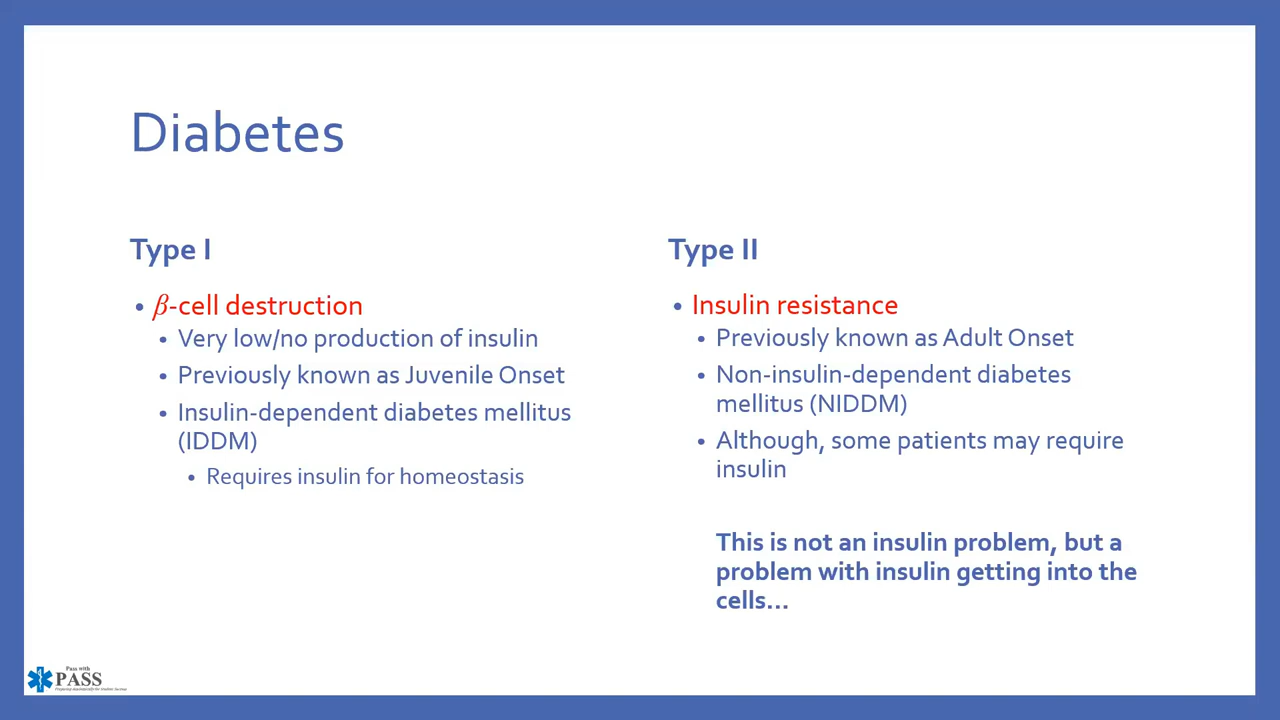 Diabetes
Type I
• β-cell destruction
• Very low/no production of insulin
• Previously known as Juvenile Onset
• Insulin-dependent diabetes mellitus
(IDDM)
• Requires insulin for homeostasis
Type II
• Insulin resistance
• Previously known as Adult Onset
• Non-insulin-dependent diabetes
mellitus (NIDDM)
• Although, some patients may require
insulin
This is not an insulin problem, but a
problem with insulin getting into the
cells…
Pass with
PASS